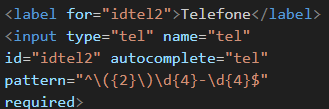 <label for="idtel2">Telefone</label>
<input type="tel" name="tel"
id="idtel2" autocomplete="tel"
pattern="^\({2}\)\d{4}-\d{4}$"
required>